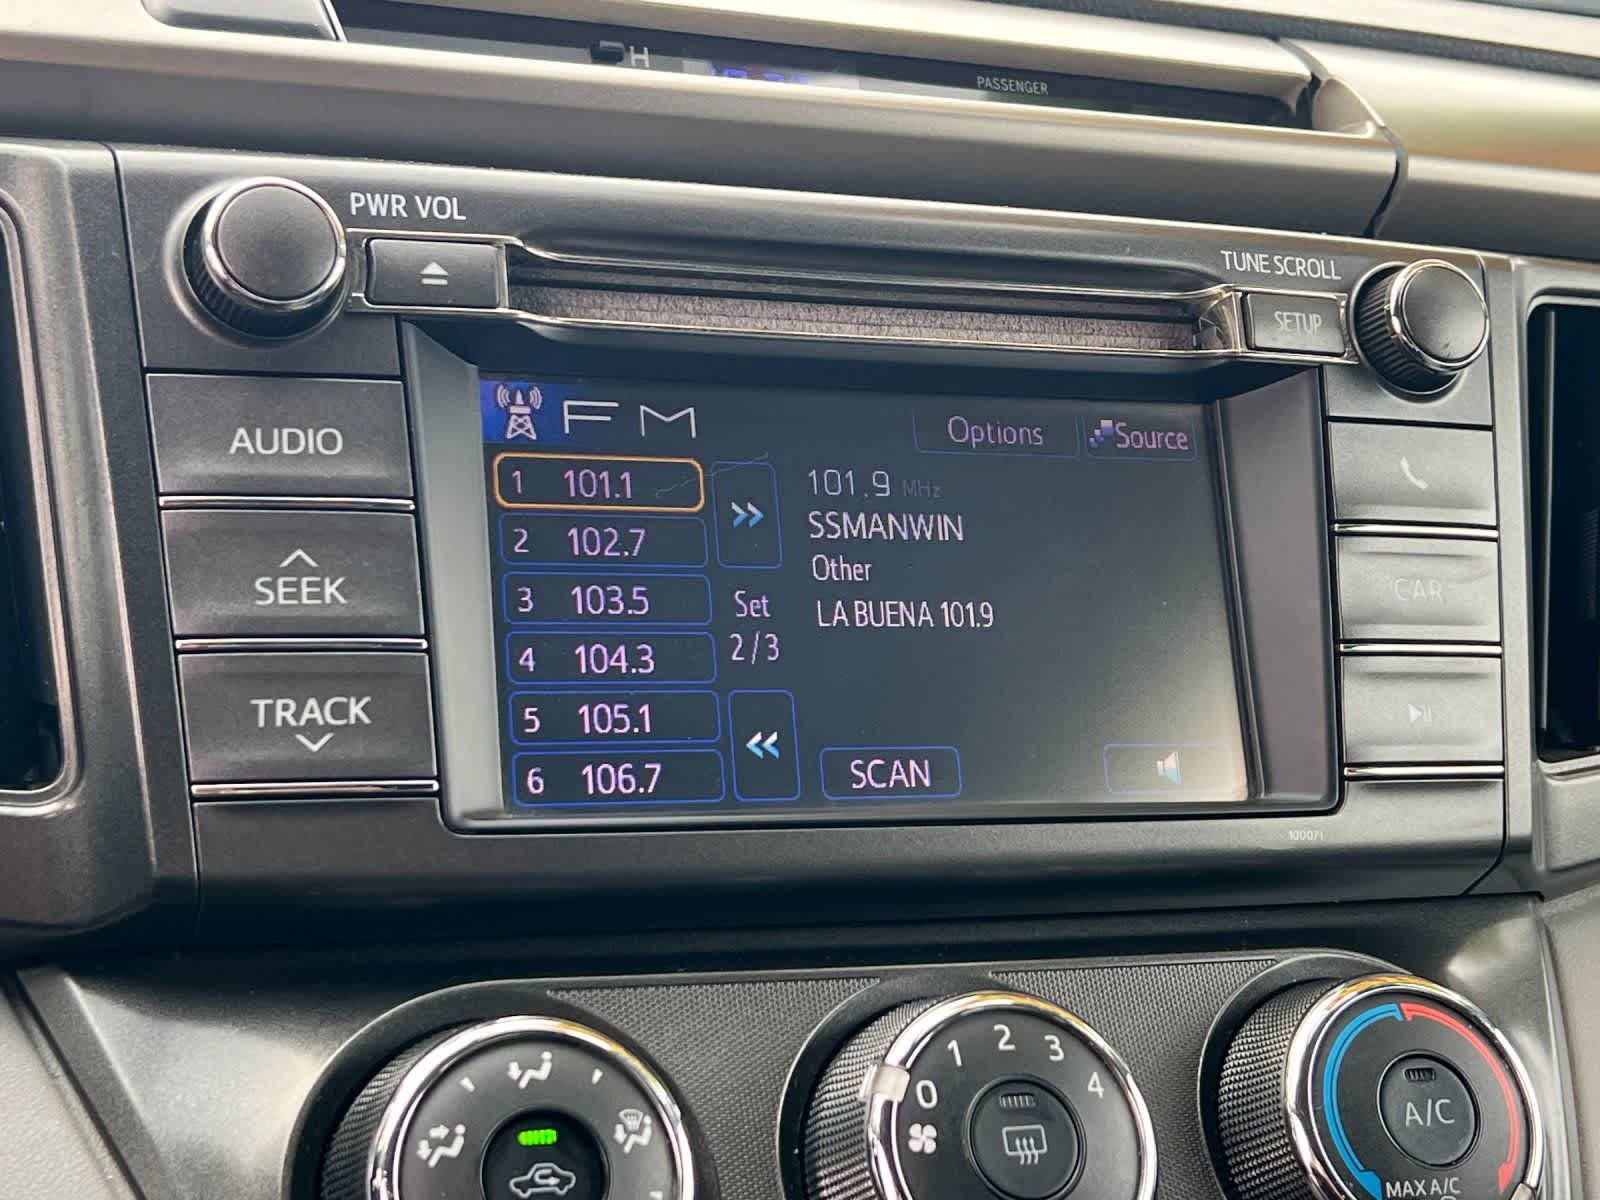 H
PASSENGER
PWR VOL
TUNE SCROLL
SETUP
AUDIO
SEEK
TRACK
CAR
FM
Options
Source
1 101.1
2 102.7
3 103.5
4 104.3
5 105.1
6 106.7
Set
2/3
101.9 MHz
SSMANWIN
Other
LA BUENA 101.9
SCAN
100071
0 1 2 3 4
A/C
MAX A/C